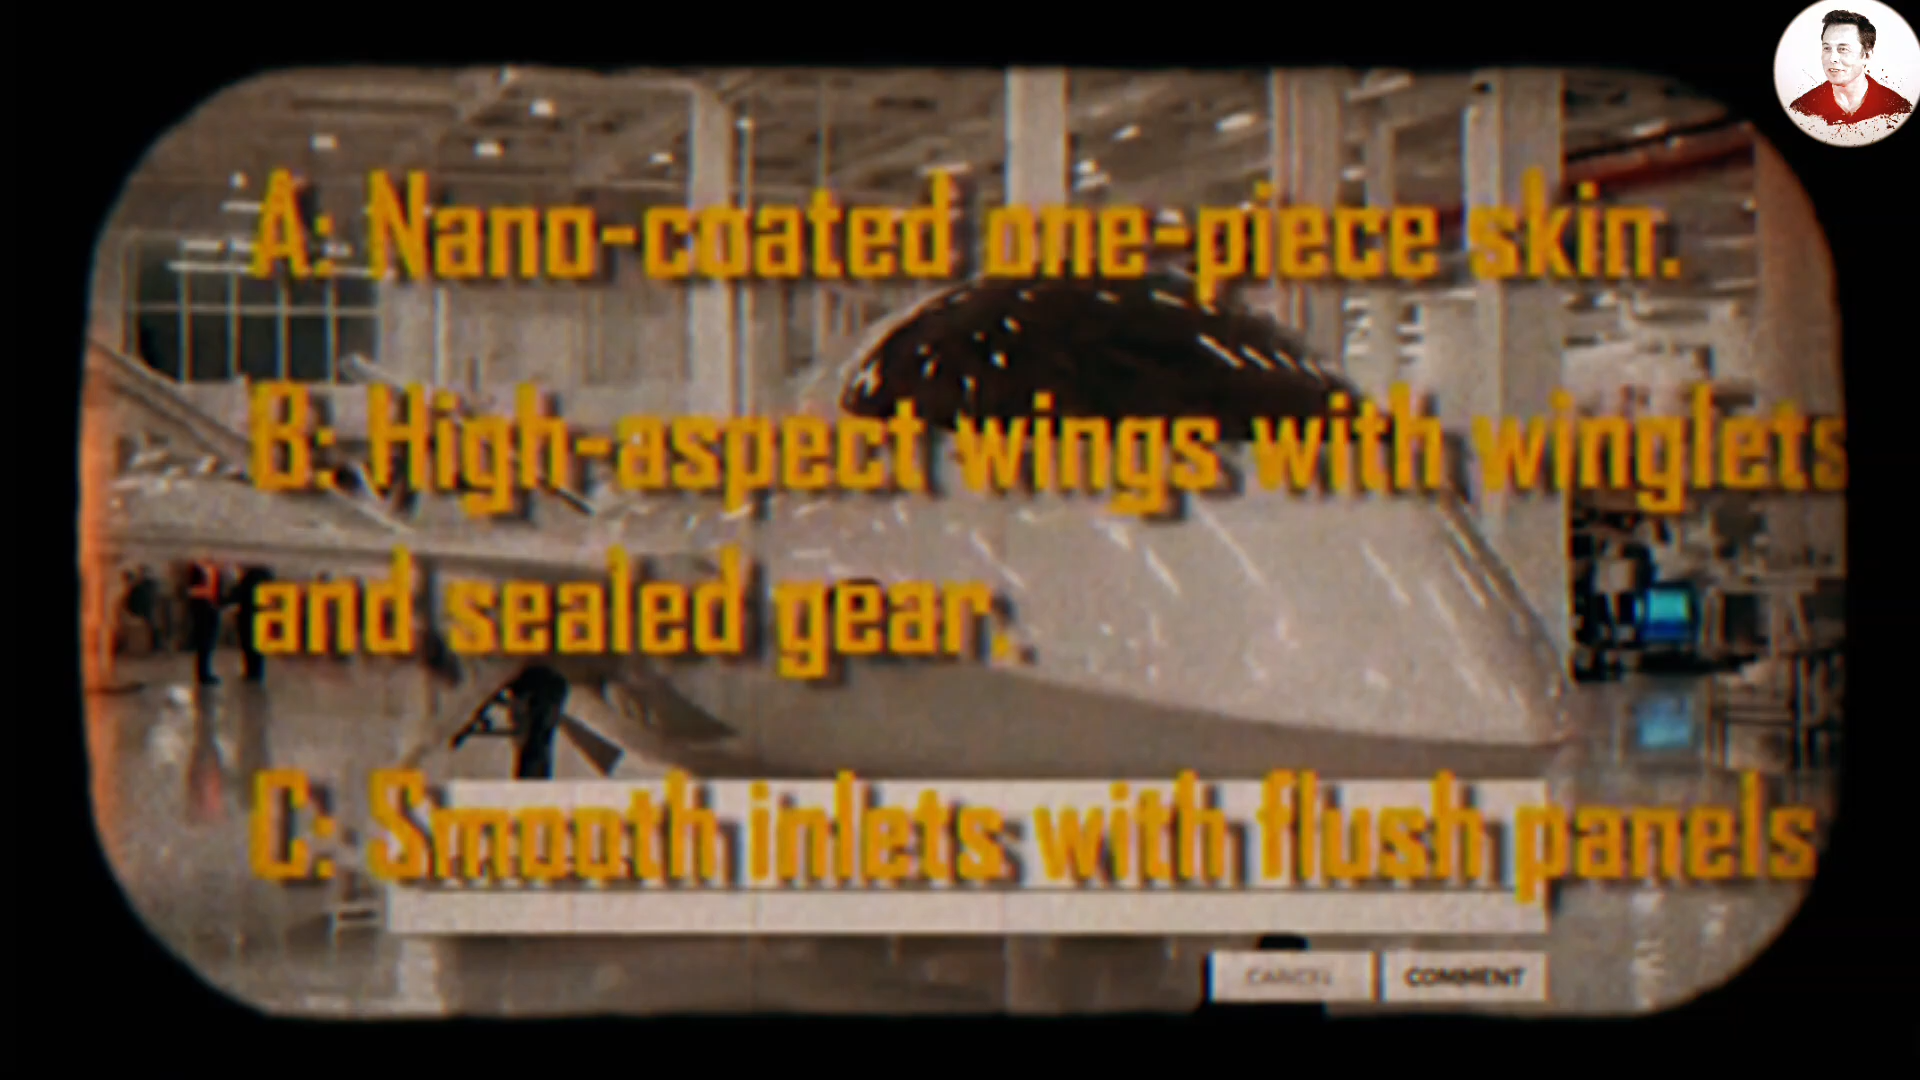 A: Nano-coated one-piece skin.
B: High-aspect wings with winglets
and sealed gear.
C: Smooth inlets with flush panels
CANCEL COMMENT